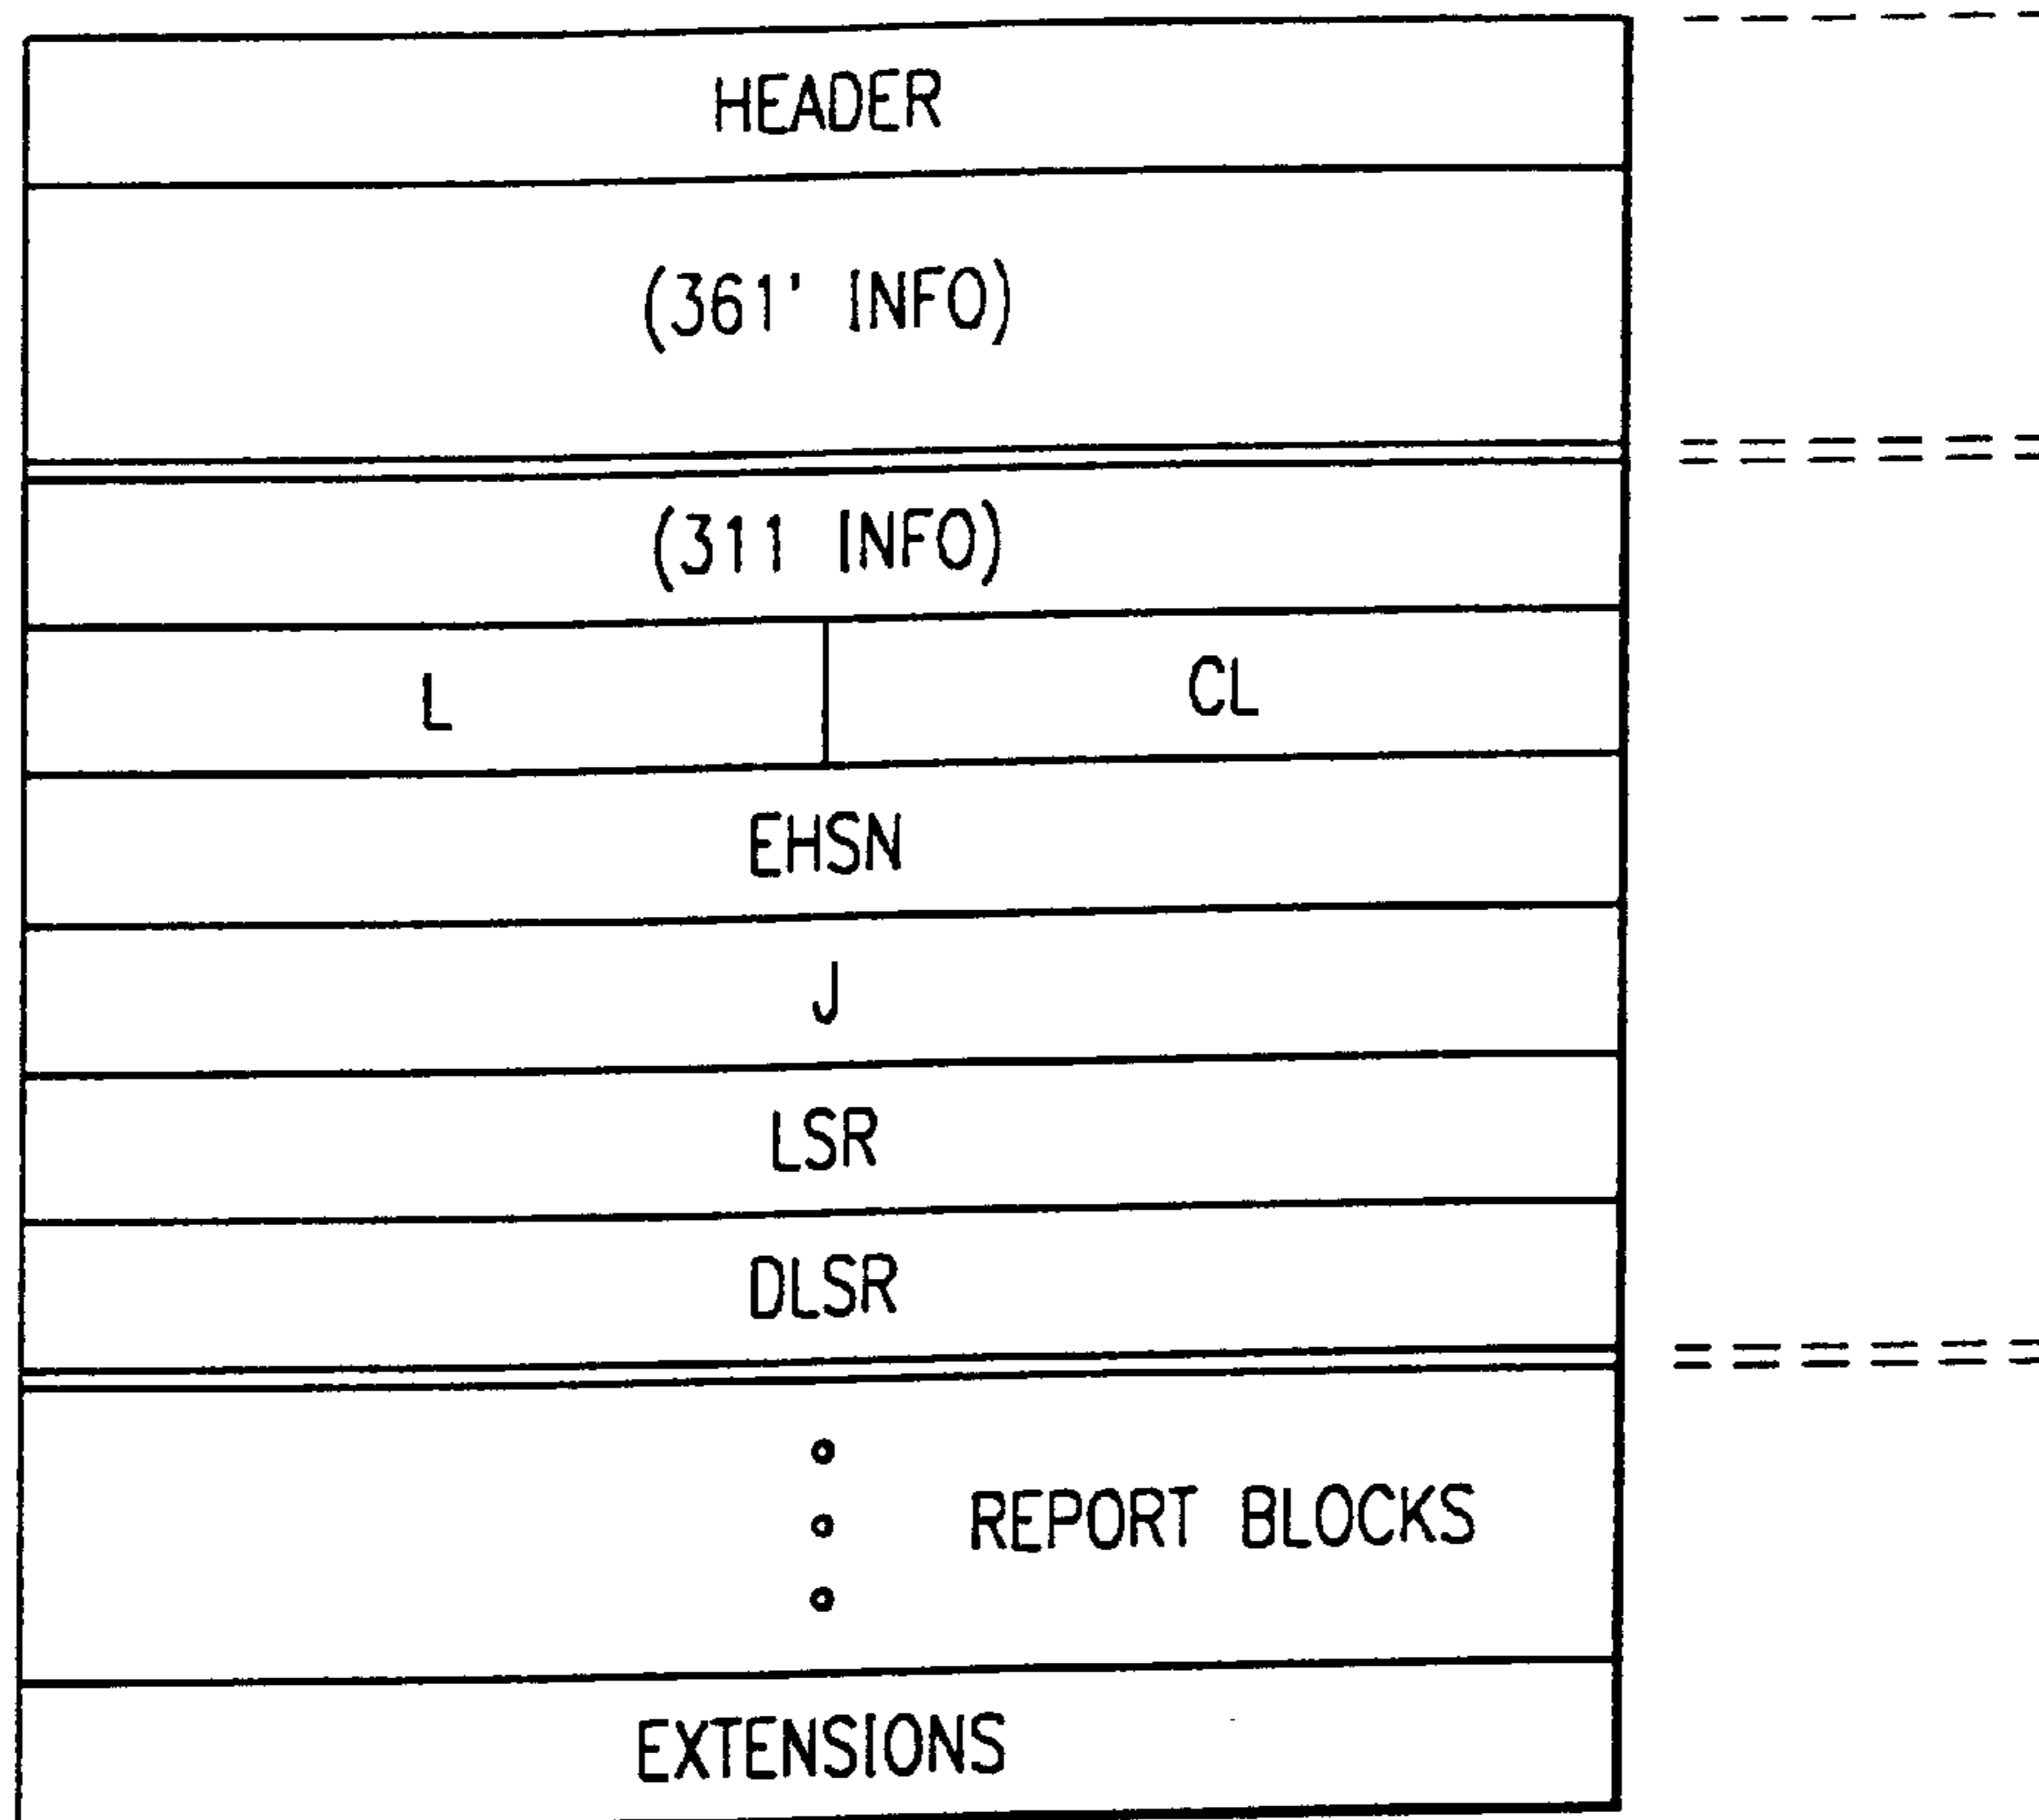 HEADER
(361' INFO)
(311 INFO)
L CL
EHSN
J
LSR
DLSR
REPORT BLOCKS
EXTENSIONS